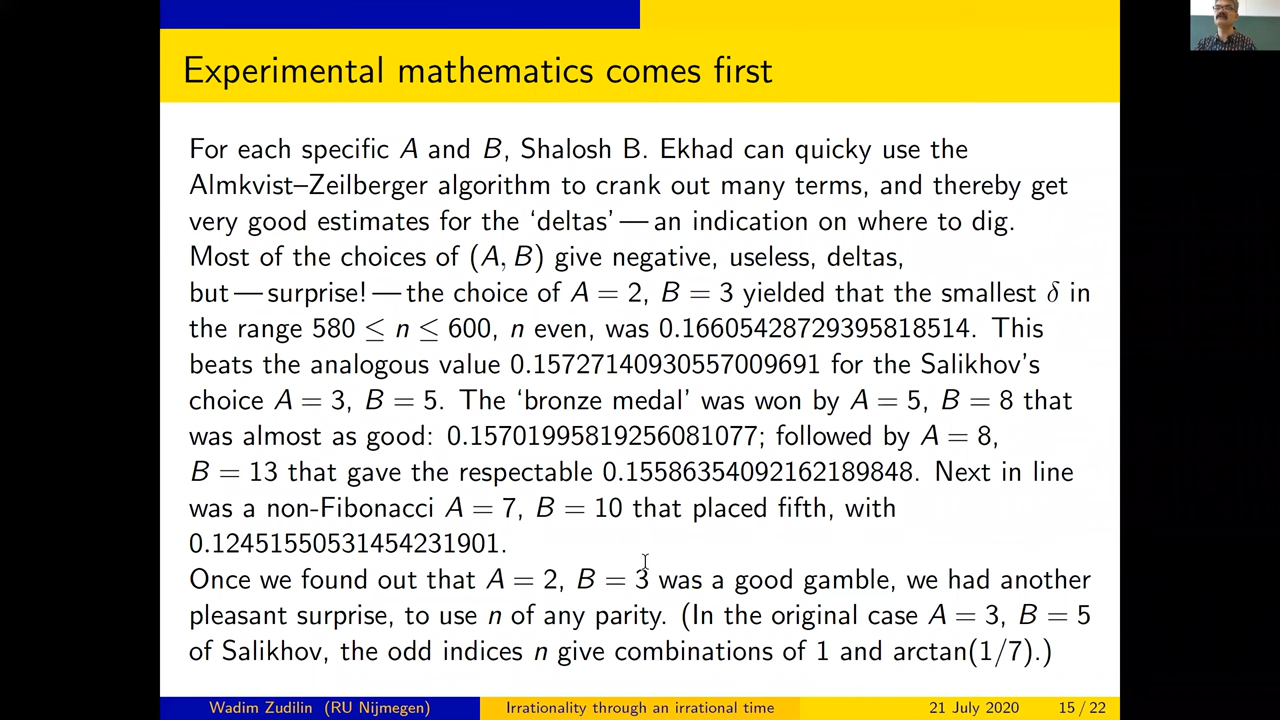 Experimental mathematics comes first
For each specific A and B, Shalosh B. Ekhad can quicky use the
Almkvist–Zeilberger algorithm to crank out many terms, and thereby get
very good estimates for the ‘deltas’ — an indication on where to dig.
Most of the choices of (A, B) give negative, useless, deltas,
but — surprise! — the choice of A = 2, B = 3 yielded that the smallest δ in
the range 580 ≤ n ≤ 600, n even, was 0.16605428729395818514. This
beats the analogous value 0.15727140930557009691 for the Salikhov’s
choice A = 3, B = 5. The ‘bronze medal’ was won by A = 5, B = 8 that
was almost as good: 0.15701995819256081077; followed by A = 8,
B = 13 that gave the respectable 0.15586354092162189848. Next in line
was a non-Fibonacci A = 7, B = 10 that placed fifth, with
0.12451550531454231901.
Once we found out that A = 2, B = 3 was a good gamble, we had another
pleasant surprise, to use n of any parity. (In the original case A = 3, B = 5
of Salikhov, the odd indices n give combinations of 1 and arctan(1/7).)
Wadim Zudilin (RU Nijmegen) Irrationality through an irrational time 21 July 2020 15 / 22